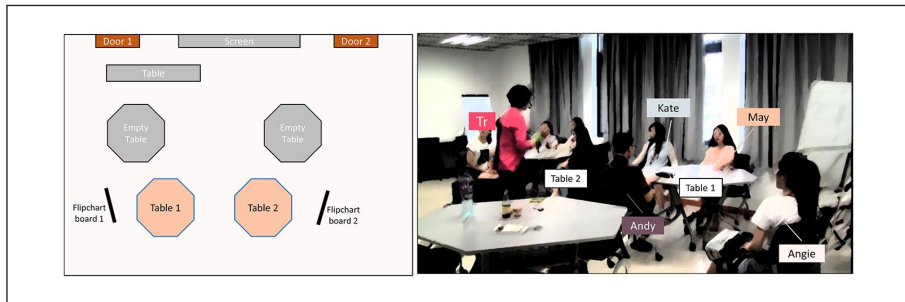 Door 1
Screen
Door 2
Table
Empty
Table
Empty
Table
Flipchart
board 1
Table 1
Table 2
Flipchart
board 2
Tr
Kate
May
Table 2
Table 1
Andy
Angie